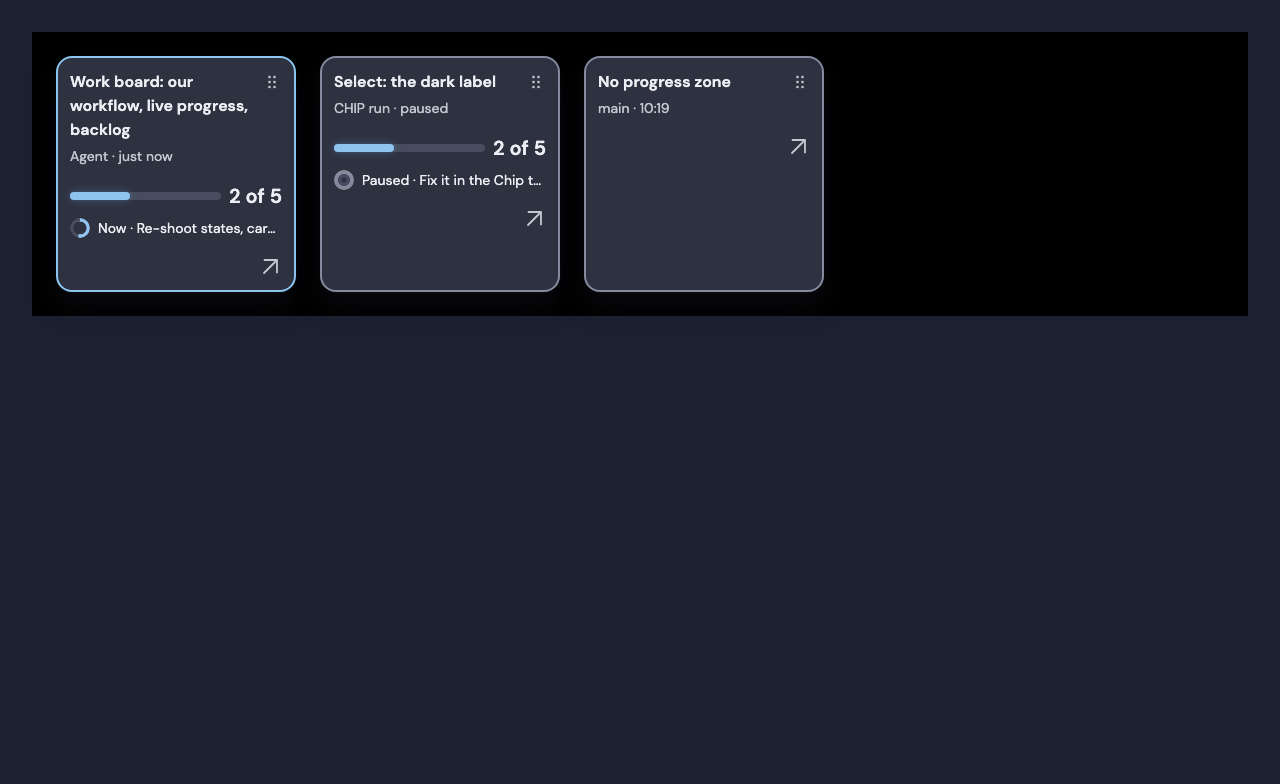 Work board: our
workflow, live progress,
backlog
Agent · just now
2 of 5
Now · Re-shoot states, car…
Select: the dark label
CHIP run · paused
2 of 5
Paused · Fix it in the Chip t…
No progress zone
main · 10:19